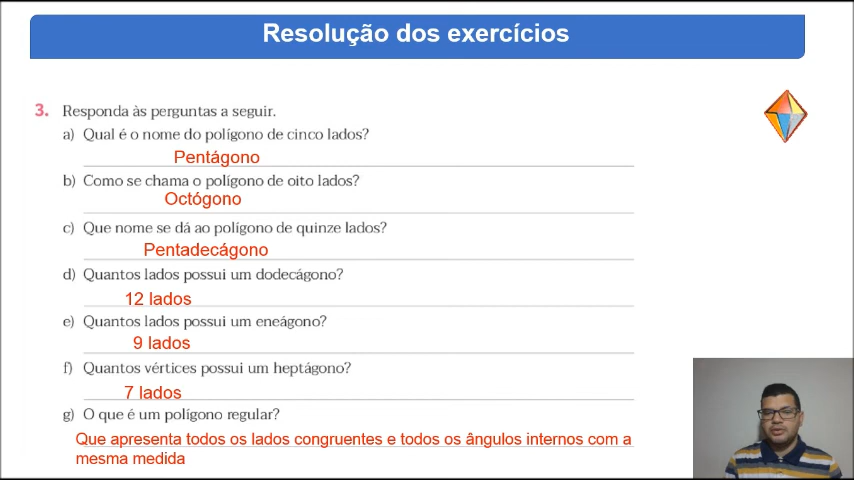 Resolução dos exercícios
3. Responda às perguntas a seguir.
a) Qual é o nome do polígono de cinco lados?
Pentágono
b) Como se chama o polígono de oito lados?
Octógono
c) Que nome se dá ao polígono de quinze lados?
Pentadecágono
d) Quantos lados possui um dodecágono?
12 lados
e) Quantos lados possui um eneágono?
9 lados
f) Quantos vértices possui um heptágono?
7 lados
g) O que é um polígono regular?
Que apresenta todos os lados congruentes e todos os ângulos internos com a
mesma medida